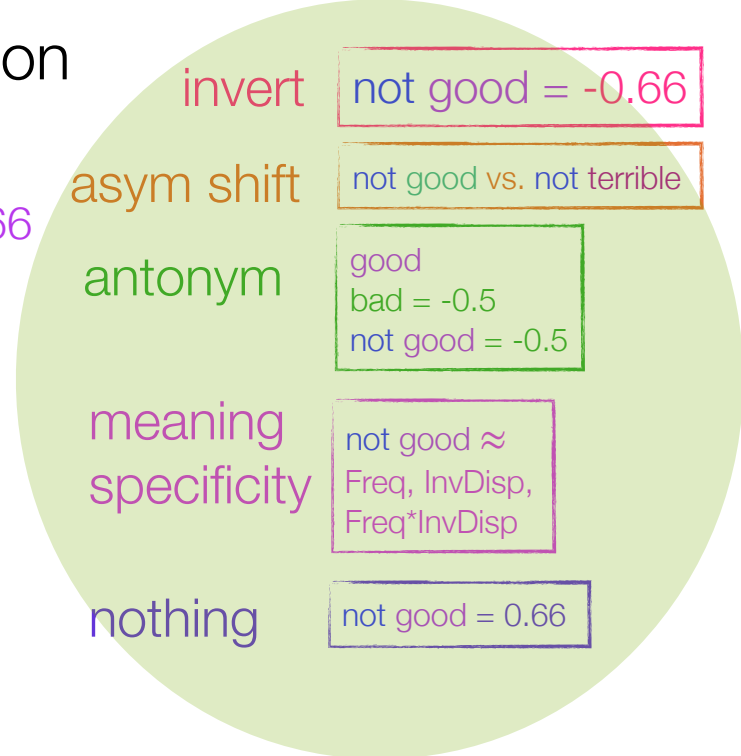 on
66
invert
not good = -0.66
asym shift
not good vs. not terrible
antonym
good
bad = -0.5
not good = -0.5
meaning
specificity
not good ≈
Freq, InvDisp,
Freq*InvDisp
nothing
not good = 0.66